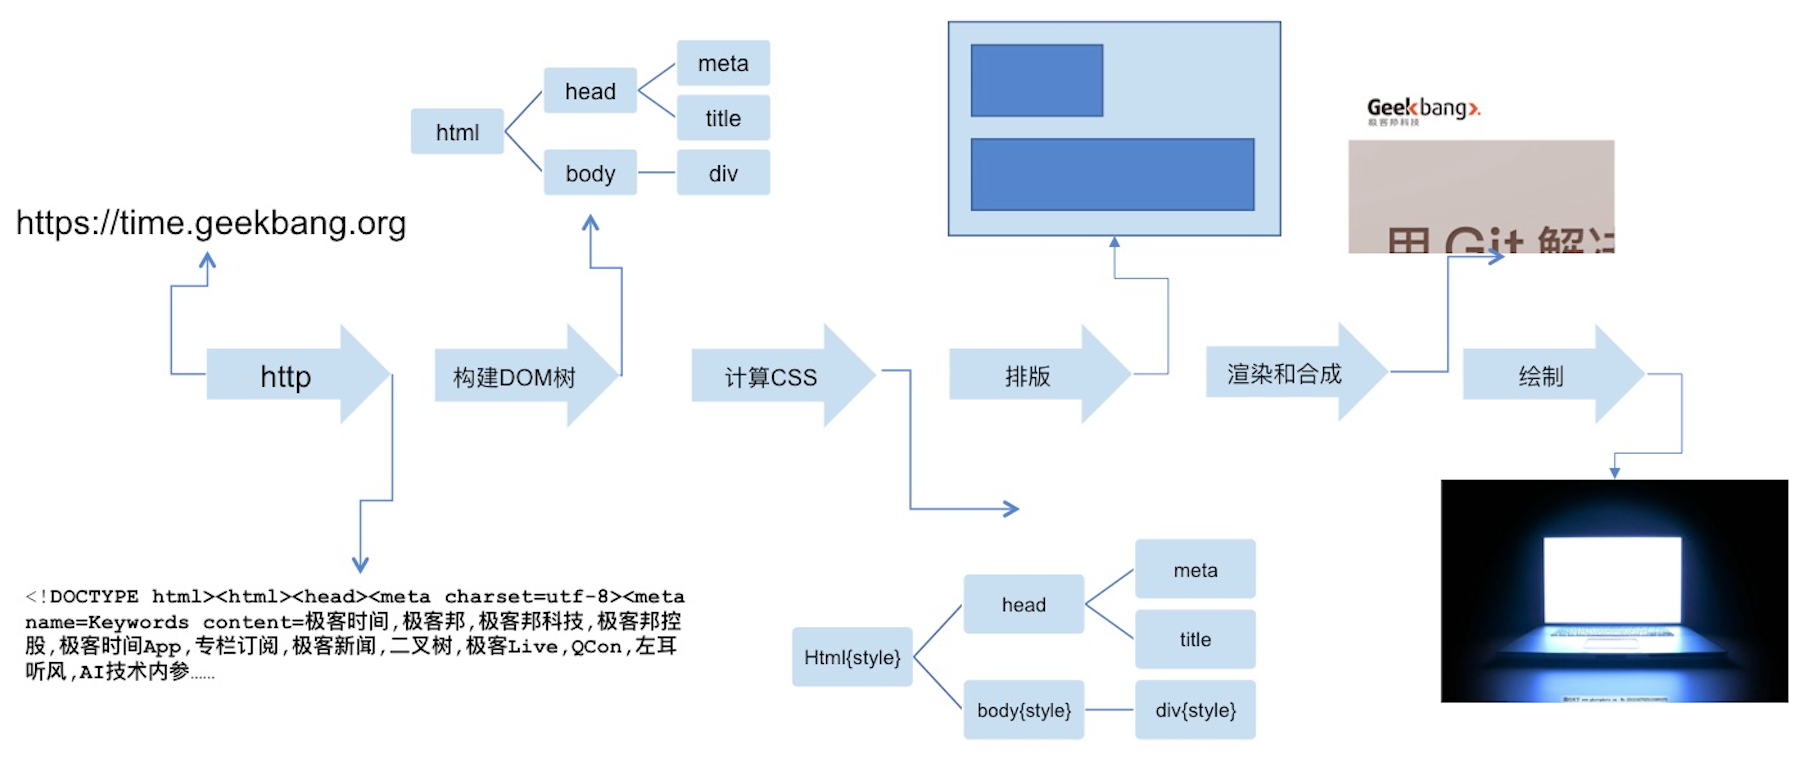 https://time.geekbang.org
html
head
body
meta
title
div
Geekbang>.
极客邦科技
用 Git 解决
http
构建DOM树
计算CSS
排版
渲染和合成
绘制
<!DOCTYPE html><html><head><meta charset=utf-8><meta
name=Keywords content=极客时间,极客邦,极客邦科技,极客邦控
股,极客时间App,专栏订阅,极客新闻,二叉树,极客Live,QCon,左耳
听风,AI技术内参……
Html{style}
head
body{style}
meta
title
div{style}